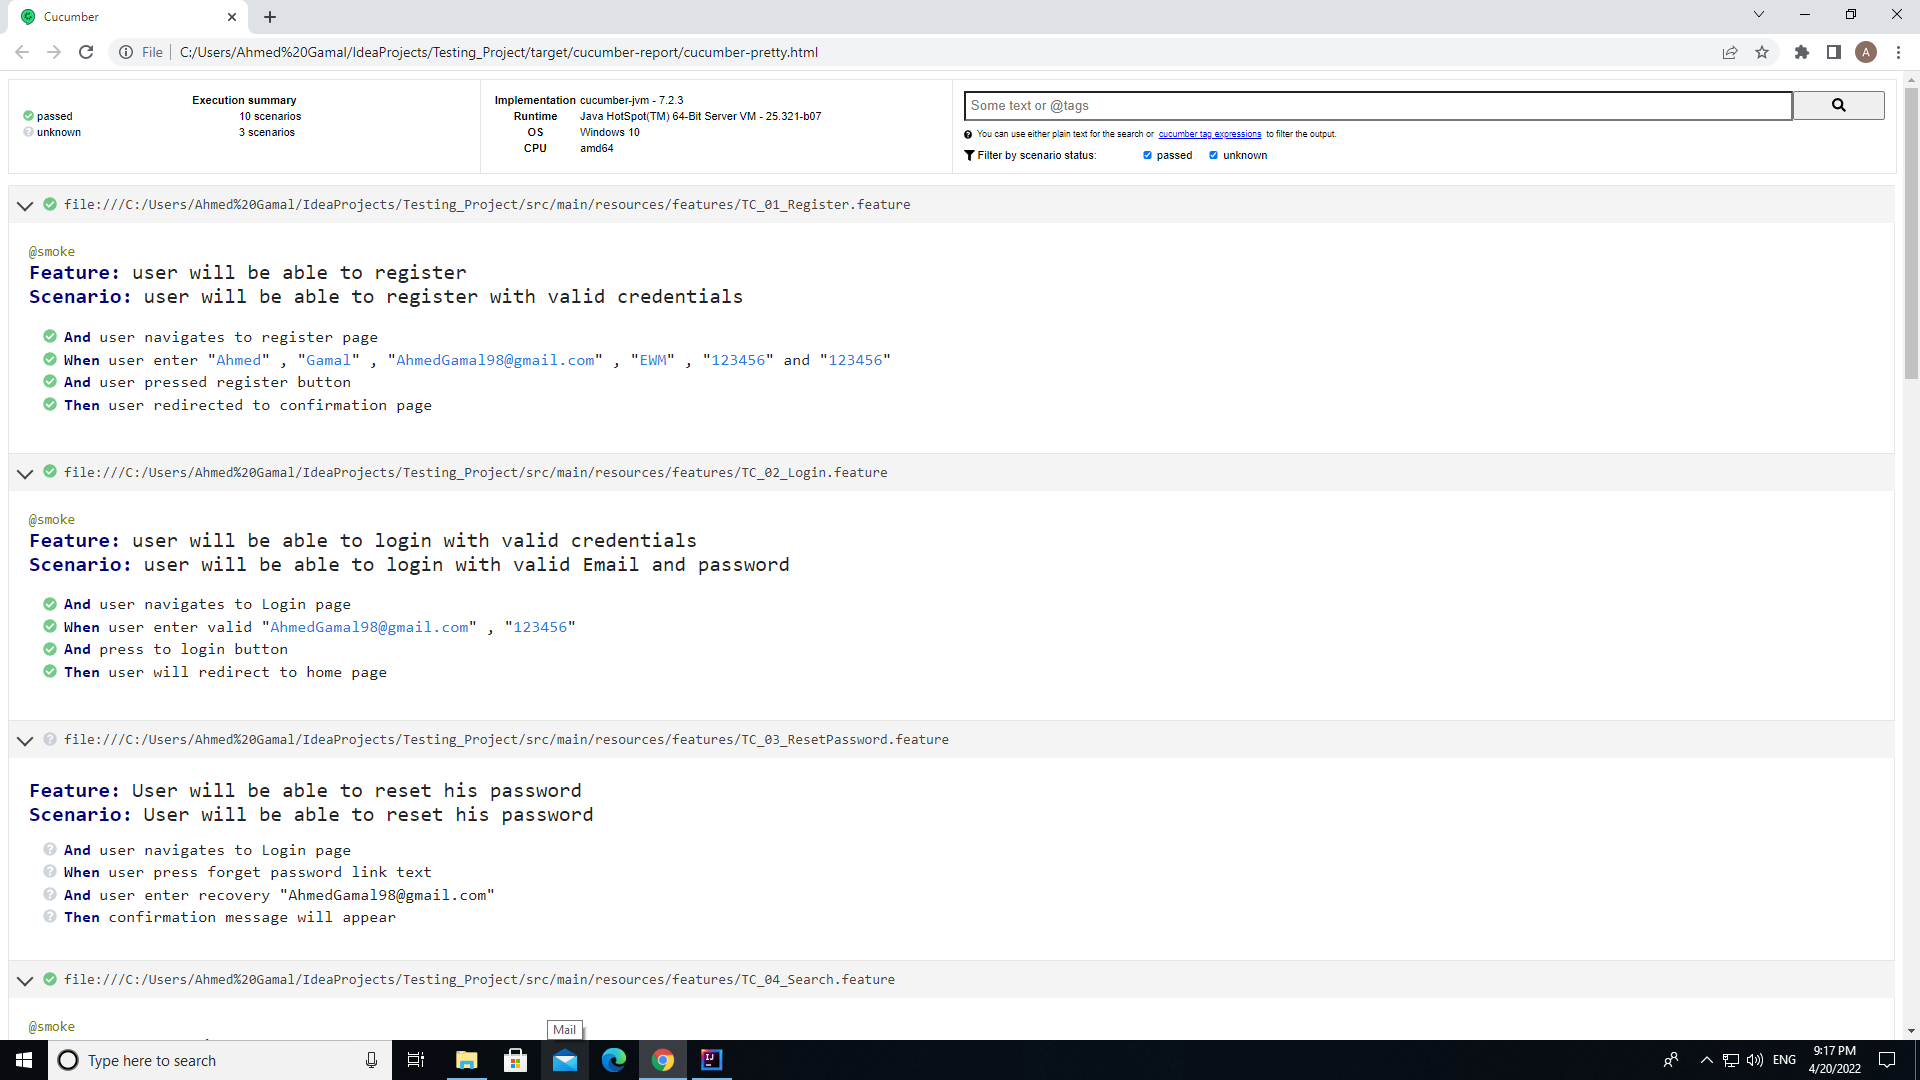 Cucumber
File C:/Users/Ahmed%20Gamal/IdeaProjects/Testing_Project/target/cucumber-report/cucumber-pretty.html
A
Execution summary
passed 10 scenarios
unknown 3 scenarios
Implementation cucumber-jvm - 7.2.3
Runtime Java HotSpot(TM) 64-Bit Server VM - 25.321-b07
OS Windows 10
CPU amd64
Some text or @tags
You can use either plain text for the search or cucumber tag expressions to filter the output.
Filter by scenario status: passed unknown
file:///C:/Users/Ahmed%20Gamal/IdeaProjects/Testing_Project/src/main/resources/features/TC_01_Register.feature
@smoke
Feature: user will be able to register
Scenario: user will be able to register with valid credentials
And user navigates to register page
When user enter "Ahmed" , "Gamal" , "AhmedGamal98@gmail.com" , "EWM" , "123456" and "123456"
And user pressed register button
Then user redirected to confirmation page
file:///C:/Users/Ahmed%20Gamal/IdeaProjects/Testing_Project/src/main/resources/features/TC_02_Login.feature
@smoke
Feature: user will be able to login with valid credentials
Scenario: user will be able to login with valid Email and password
And user navigates to Login page
When user enter valid "AhmedGamal98@gmail.com" , "123456"
And press to login button
Then user will redirect to home page
file:///C:/Users/Ahmed%20Gamal/IdeaProjects/Testing_Project/src/main/resources/features/TC_03_ResetPassword.feature
Feature: User will be able to reset his password
Scenario: User will be able to reset his password
And user navigates to Login page
When user press forget password link text
And user enter recovery "AhmedGamal98@gmail.com"
Then confirmation message will appear
file:///C:/Users/Ahmed%20Gamal/IdeaProjects/Testing_Project/src/main/resources/features/TC_04_Search.feature
@smoke
Mail
Type here to search
IJ
ENG
9:17 PM
4/20/2022